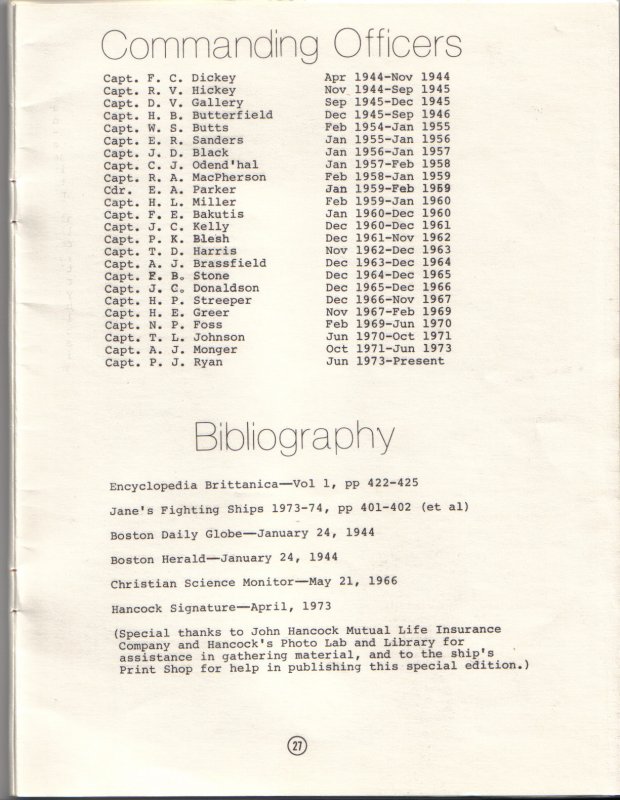 Commanding Officers
Capt. F. C. Dickey Apr 1944-Nov 1944
Capt. R. V. Hickey Nov 1944-Sep 1945
Capt. D. V. Gallery Sep 1945-Dec 1945
Capt. H. B. Butterfield Dec 1945-Sep 1946
Capt. W. S. Butts Feb 1954-Jan 1955
Capt. E. R. Sanders Jan 1955-Jan 1956
Capt. J. D. Black Jan 1956-Jan 1957
Capt. C. J. Odend'hal Jan 1957-Feb 1958
Capt. R. A. MacPherson Feb 1958-Jan 1959
Cdr. E. A. Parker Jan 1959-Feb 1959
Capt. H. L. Miller Feb 1959-Jan 1960
Capt. F. E. Bakutis Jan 1960-Dec 1960
Capt. J. C. Kelly Dec 1960-Dec 1961
Capt. P. K. Blesh Dec 1961-Nov 1962
Capt. T. D. Harris Nov 1962-Dec 1963
Capt. A. J. Brassfield Dec 1963-Dec 1964
Capt. F. B. Stone Dec 1964-Dec 1965
Capt. J. C. Donaldson Dec 1965-Dec 1966
Capt. H. P. Streeper Dec 1966-Nov 1967
Capt. H. E. Greer Nov 1967-Feb 1969
Capt. N. P. Foss Feb 1969-Jun 1970
Capt. T. L. Johnson Jun 1970-Oct 1971
Capt. A. J. Monger Oct 1971-Jun 1973
Capt. P. J. Ryan Jun 1973-Present
Bibliography
Encyclopedia Brittanica—Vol 1, pp 422-425
Jane's Fighting Ships 1973-74, pp 401-402 (et al)
Boston Daily Globe—January 24, 1944
Boston Herald—January 24, 1944
Christian Science Monitor—May 21, 1966
Hancock Signature—April, 1973
(Special thanks to John Hancock Mutual Life Insurance
Company and Hancock's Photo Lab and Library for
assistance in gathering material, and to the ship's
Print Shop for help in publishing this special edition.)
27